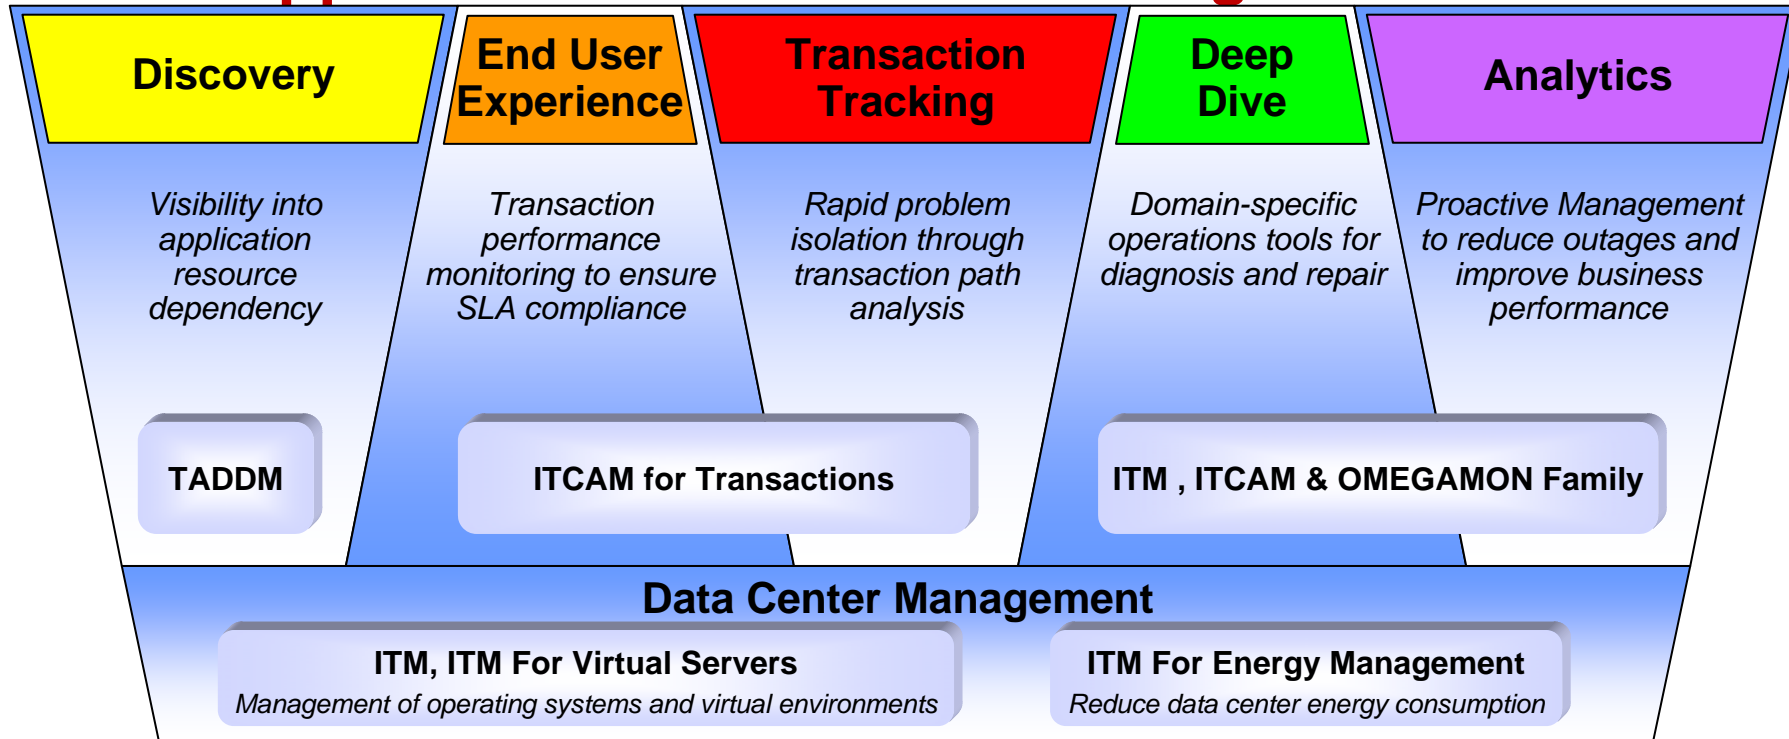 Discovery
End User
Experience
Transaction
Tracking
Deep
Dive
Analytics
Visibility into
application
resource
dependency
Transaction
performance
monitoring to ensure
SLA compliance
Rapid problem
isolation through
transaction path
analysis
Domain-specific
operations tools for
diagnosis and repair
Proactive Management
to reduce outages and
improve business
performance
TADDM
ITCAM for Transactions
ITM , ITCAM & OMEGAMON Family
Data Center Management
ITM, ITM For Virtual Servers
Management of operating systems and virtual environments
ITM For Energy Management
Reduce data center energy consumption